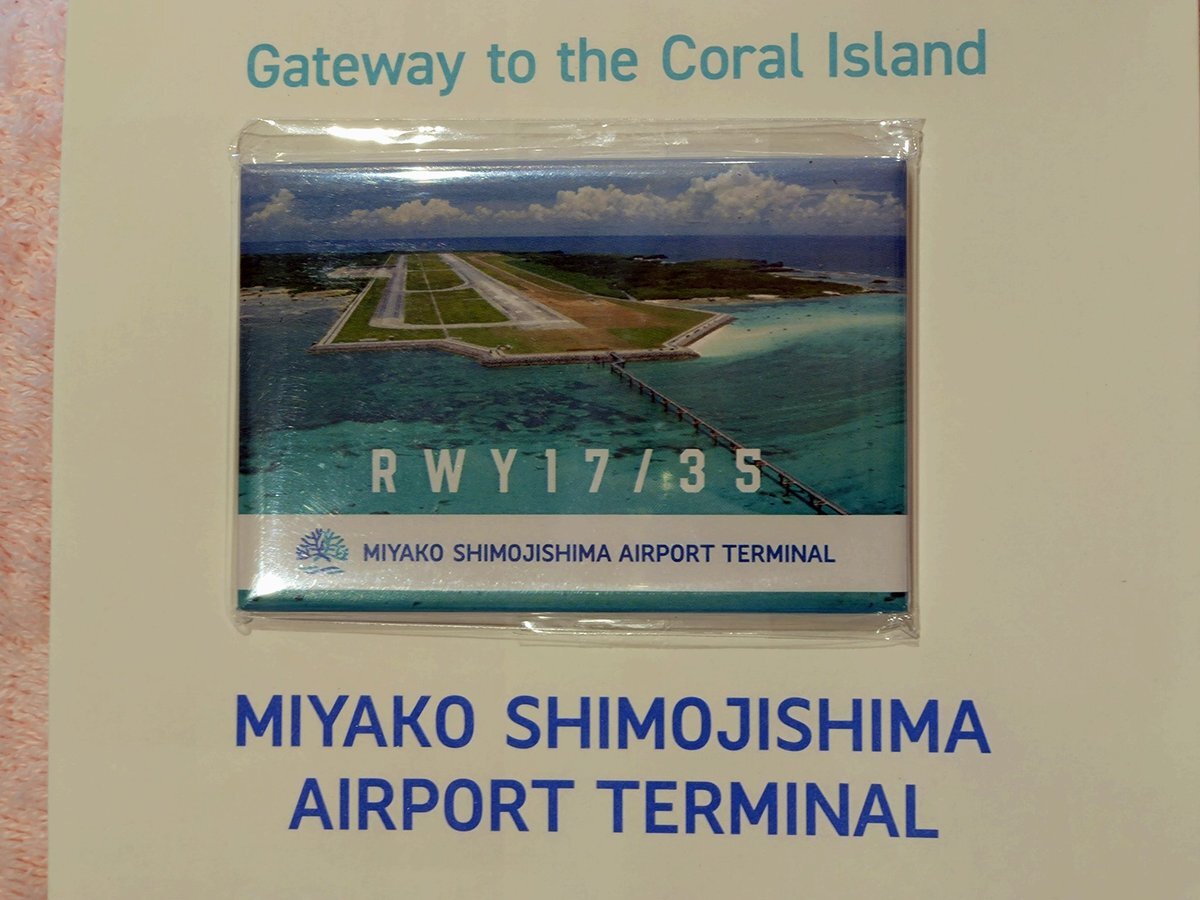 Gateway to the Coral Island
RWY17/35
MIYAKO SHIMOJISHIMA AIRPORT TERMINAL
MIYAKO SHIMOJISHIMA
AIRPORT TERMINAL